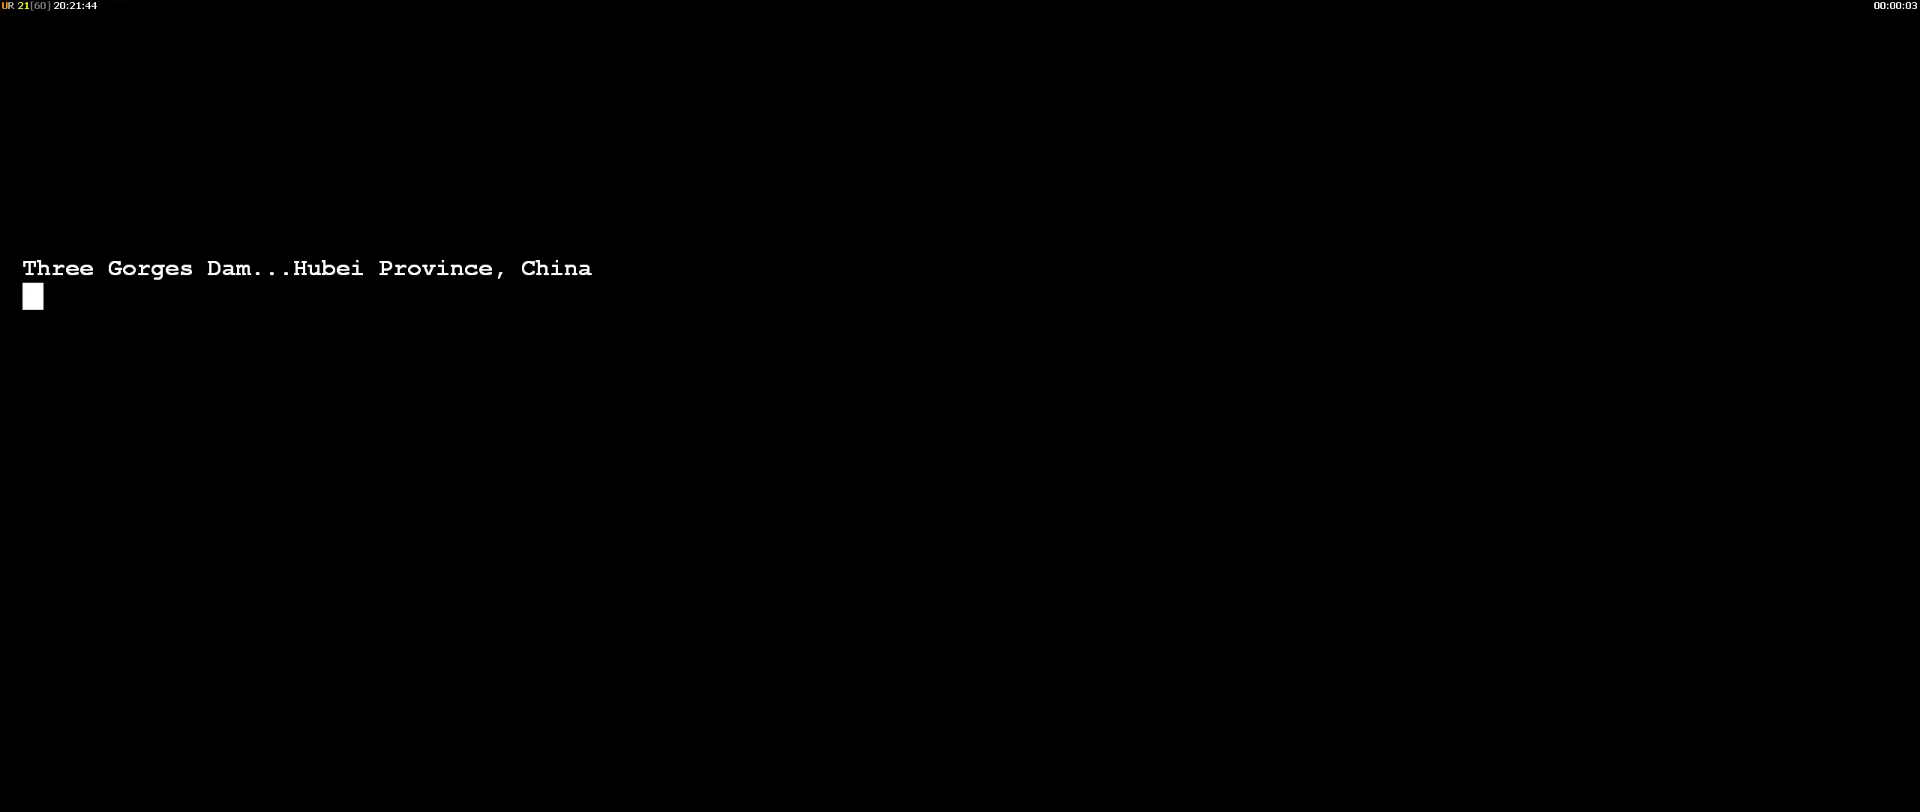 UR 21[60] 20:21:44
00:00:03
Three Gorges Dam...Hubei Province, China